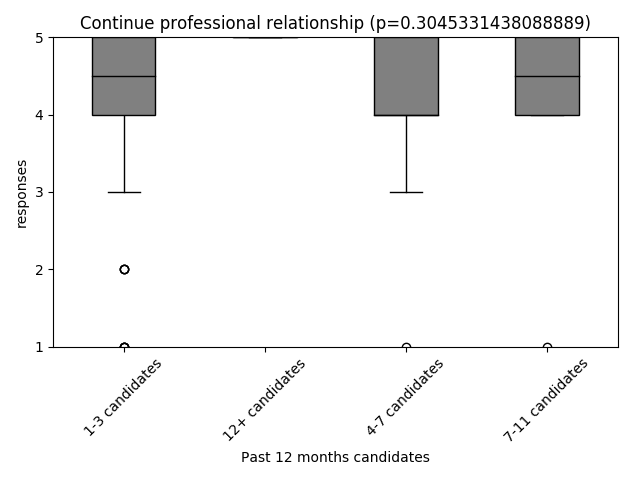 Continue professional relationship (p=0.3045331438088889)
5
4
3
2
1
responses
1-3 candidates
12+ candidates
4-7 candidates
7-11 candidates
Past 12 months candidates